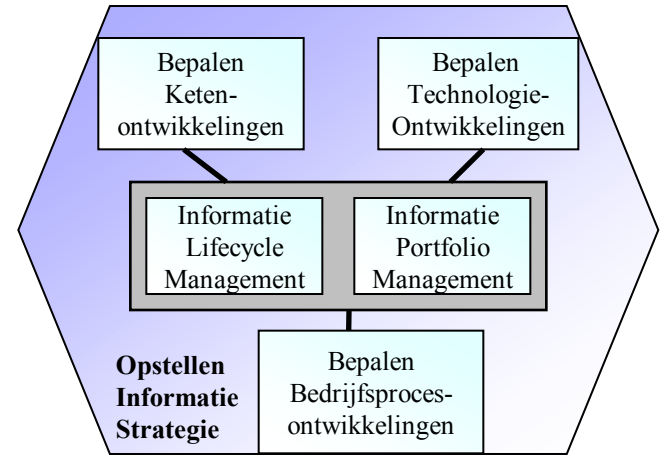 Bepalen
Keten-
ontwikkelingen
Bepalen
Technologie-
Ontwikkelingen
Informatie
Lifecycle
Management
Informatie
Portfolio
Management
Opstellen
Informatie
Strategie
Bepalen
Bedrijfsproces-
ontwikkelingen